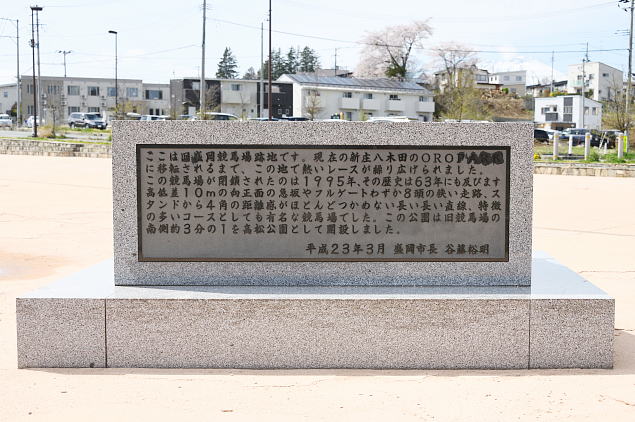 ここは旧盛岡競馬場跡地です。現在の新庄八木田のORO
に移転されるまで、この地で熱いレースが繰り広げられました。
この競馬場が閉鎖されたのは1995年、その歴史は63年にも及びます
高低差10mの向正面の急坂やフルゲートわずか8頭の狭い走路、ス
タンドから4角の距離感がほとんどつかめない長い長い直線、特徴
の多いコースとしても有名な競馬場でした。この公園は旧競馬場の
南側約3分の1を高松公園として開設しました。
平成23年3月 盛岡市長 谷藤裕明